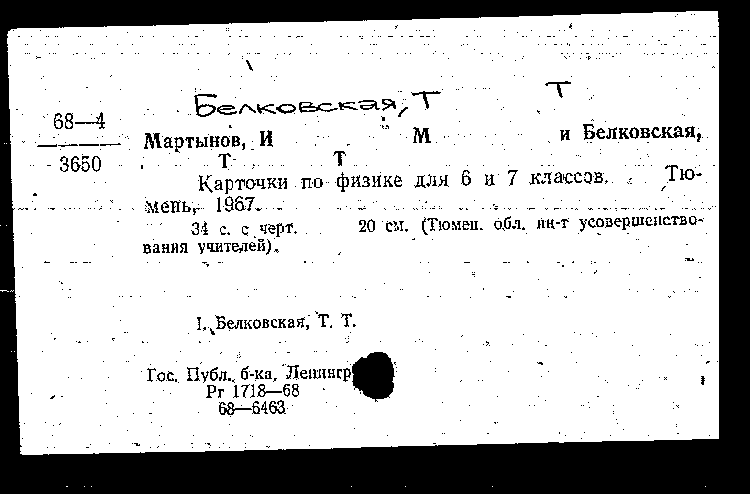 Белковская, Т Т
68—4
3650
Мартынов, И М и Белковская,
Т Т
Карточки по физике для 6 и 7 классов. Тю-
мень, 1967.
34 с. с черт. 20 см. (Тюмен. обл. ин-т усовершенство-
вания учителей).
I. Белковская, Т. Т.
Гос. Публ. б-ка, Ленингр
Рг 1718—68
68—6463